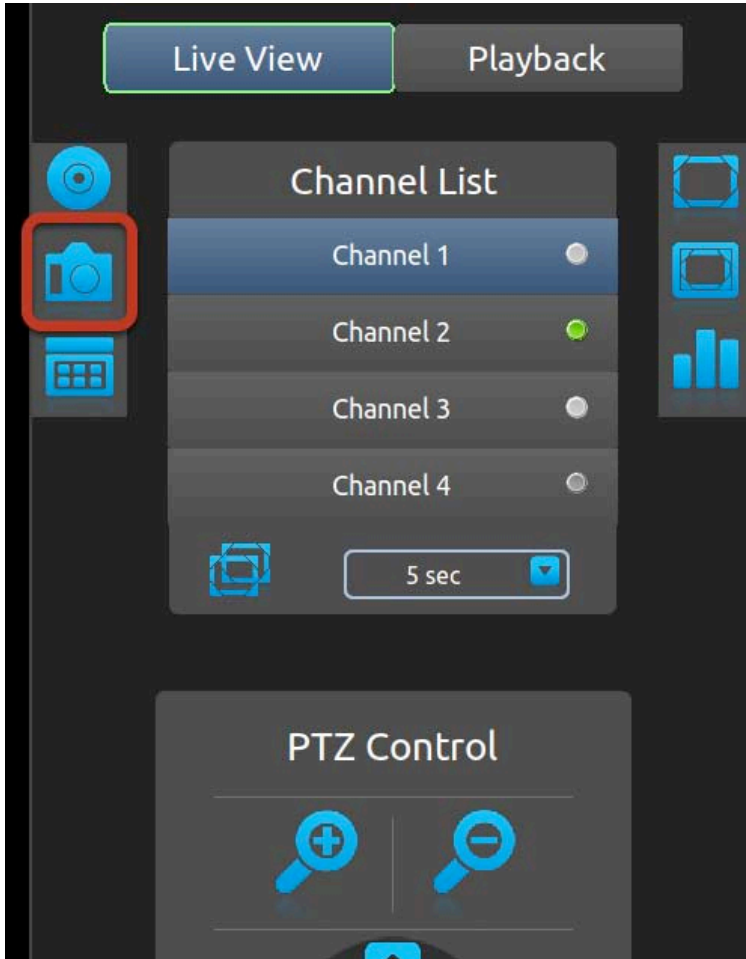 Live View Playback
Channel List
Channel 1
Channel 2
Channel 3
Channel 4
5 sec
PTZ Control